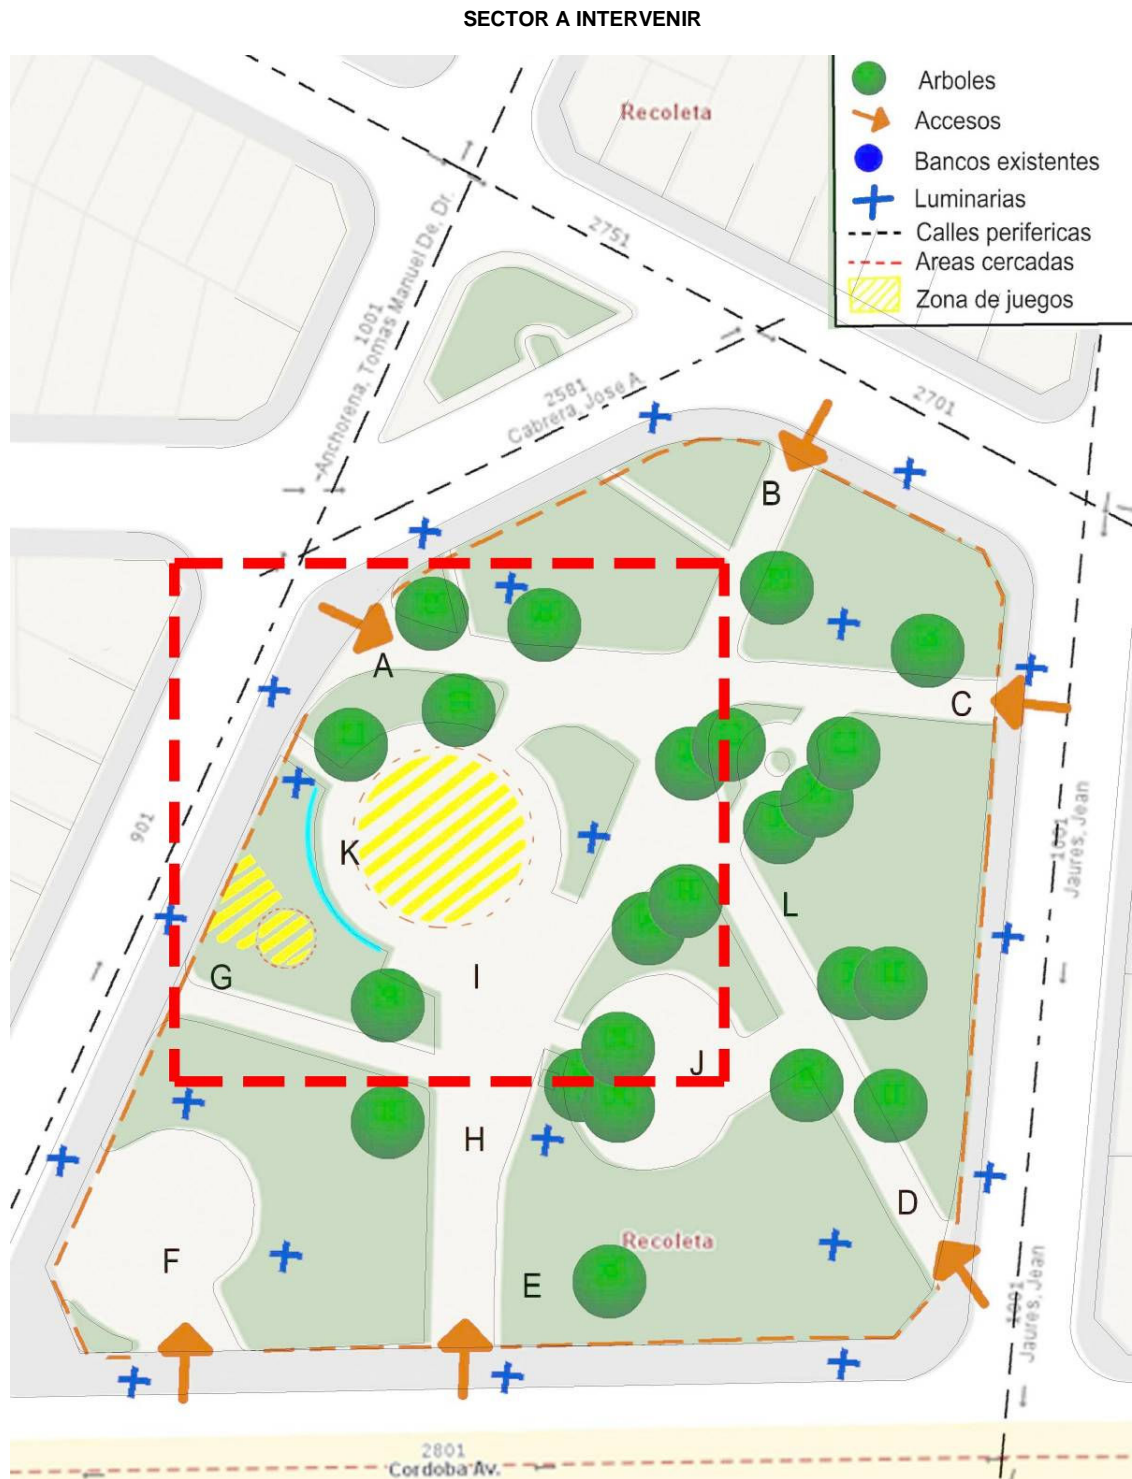 SECTOR A INTERVENIR
Arboles
Accesos
Bancos existentes
Luminarias
Calles perifericas
Areas cercadas
Zona de juegos
Recoleta
2751
1001
Anchorena, Tomas Manuel De, Dr.
2581
Cabrera, Jose A.
2701
B
A
C
901
K
1001
Jaures, Jean
L
G
I
J
H
D
F
E
Recoleta
1001
Jaures, Jean
2801
Cordoba Av.